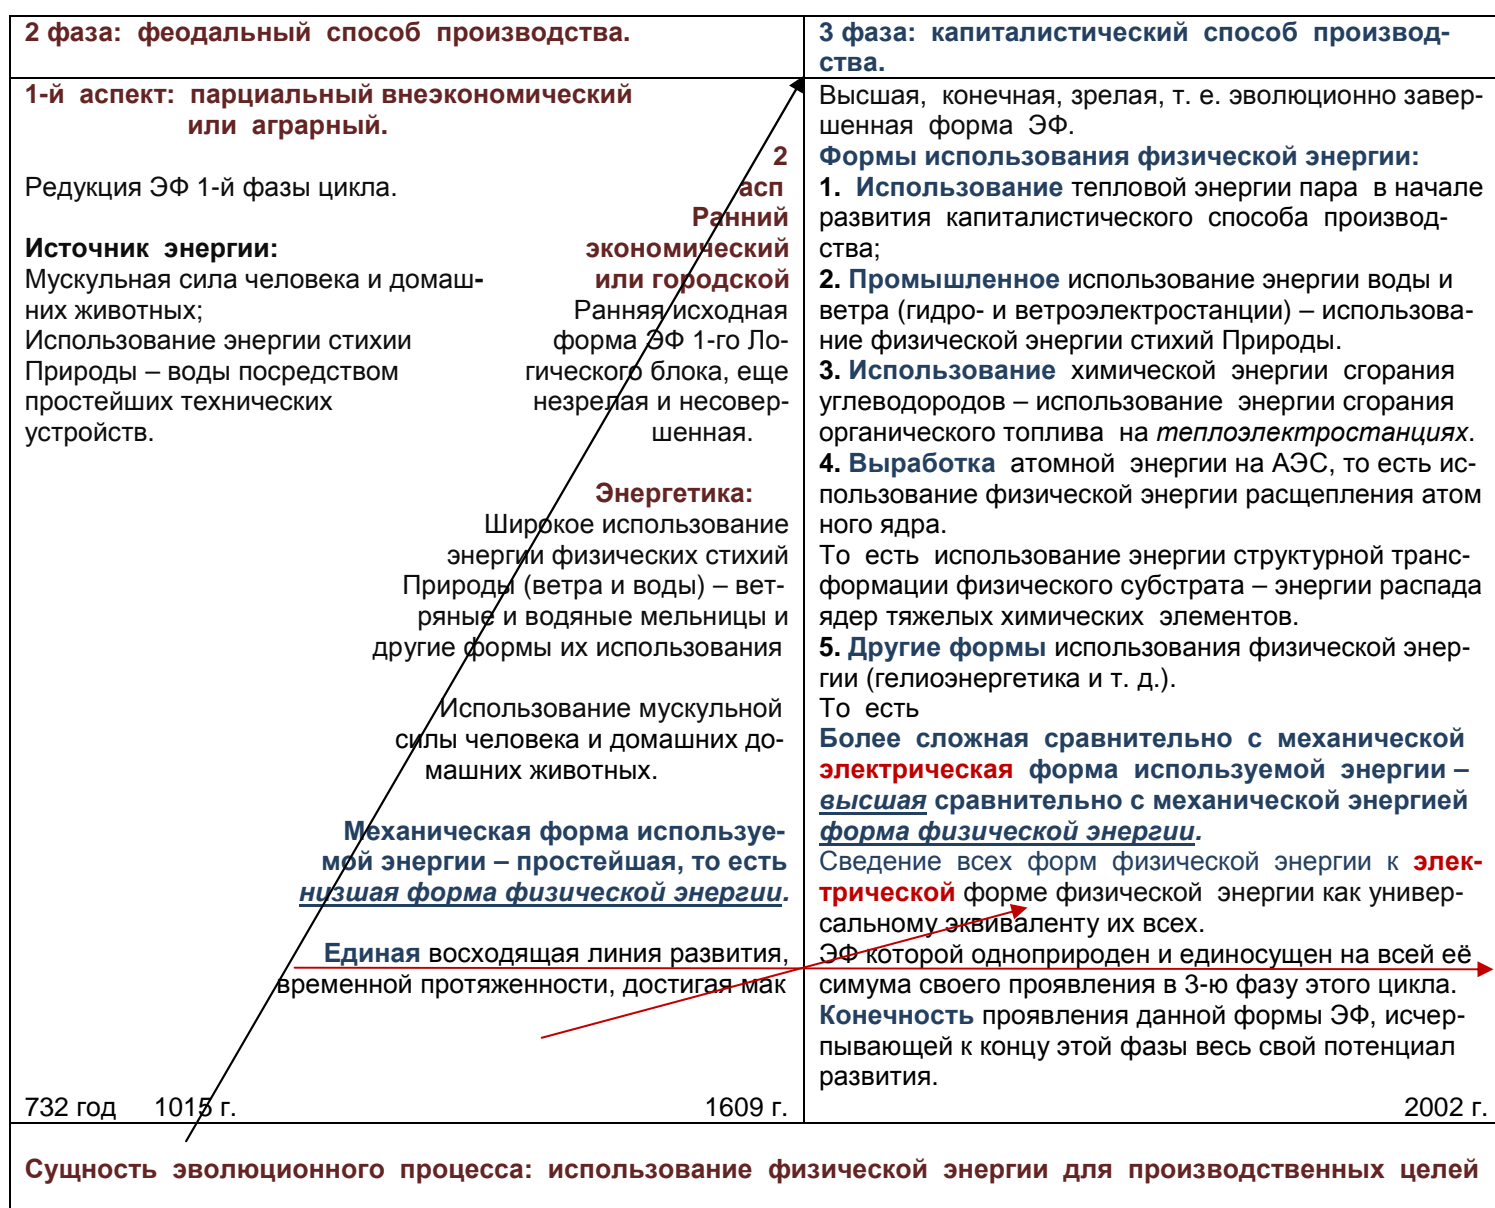 2 фаза: феодальный способ производства.
1-й аспект: парциальный внеэкономический
или аграрный.
Редукция ЭФ 1-й фазы цикла.
Источник энергии:
Мускульная сила человека и домаш-
них животных;
Использование энергии стихии
Природы – воды посредством
простейших технических
устройств.
2
асп
Ранний
экономический
или городской
Ранняя исходная
форма ЭФ 1-го Ло-
гического блока, еще
незрелая и несовер-
шенная.
Энергетика:
Широкое использование
энергии физических стихий
Природы (ветра и воды) – вет-
ряные и водяные мельницы и
другие формы их использования
Использование мускульной
силы человека и домашних до-
машних животных.
Механическая форма используе-
мой энергии – простейшая, то есть
низшая форма физической энергии.
Единая восходящая линия развития,
временной протяженности, достигая мак
732 год 1015 г. 1609 г.
3 фаза: капиталистический способ производ-
ства.
Высшая, конечная, зрелая, т. е. эволюционно завер-
шенная форма ЭФ.
Формы использования физической энергии:
1. Использование тепловой энергии пара в начале
развития капиталистического способа производ-
ства;
2. Промышленное использование энергии воды и
ветра (гидро- и ветроэлектростанции) – использова-
ние физической энергии стихий Природы.
3. Использование химической энергии сгорания
углеводородов – использование энергии сгорания
органического топлива на теплоэлектростанциях.
4. Выработка атомной энергии на АЭС, то есть ис-
пользование физической энергии расщепления атом
ного ядра.
То есть использование энергии структурной транс-
формации физического субстрата – энергии распада
ядер тяжелых химических элементов.
5. Другие формы использования физической энер-
гии (гелиоэнергетика и т. д.).
То есть
Более сложная сравнительно с механической
электрическая форма используемой энергии –
высшая сравнительно с механической энергией
форма физической энергии.
Сведение всех форм физической энергии к элек-
трической форме физической энергии как универ-
сальному эквиваленту их всех.
ЭФ которой одноприроден и единосущен на всей её
симума своего проявления в 3-ю фазу этого цикла.
Конечность проявления данной формы ЭФ, исчер-
пывающей к концу этой фазы весь свой потенциал
развития.
2002 г.
Сущность эволюционного процесса: использование физической энергии для производственных целей